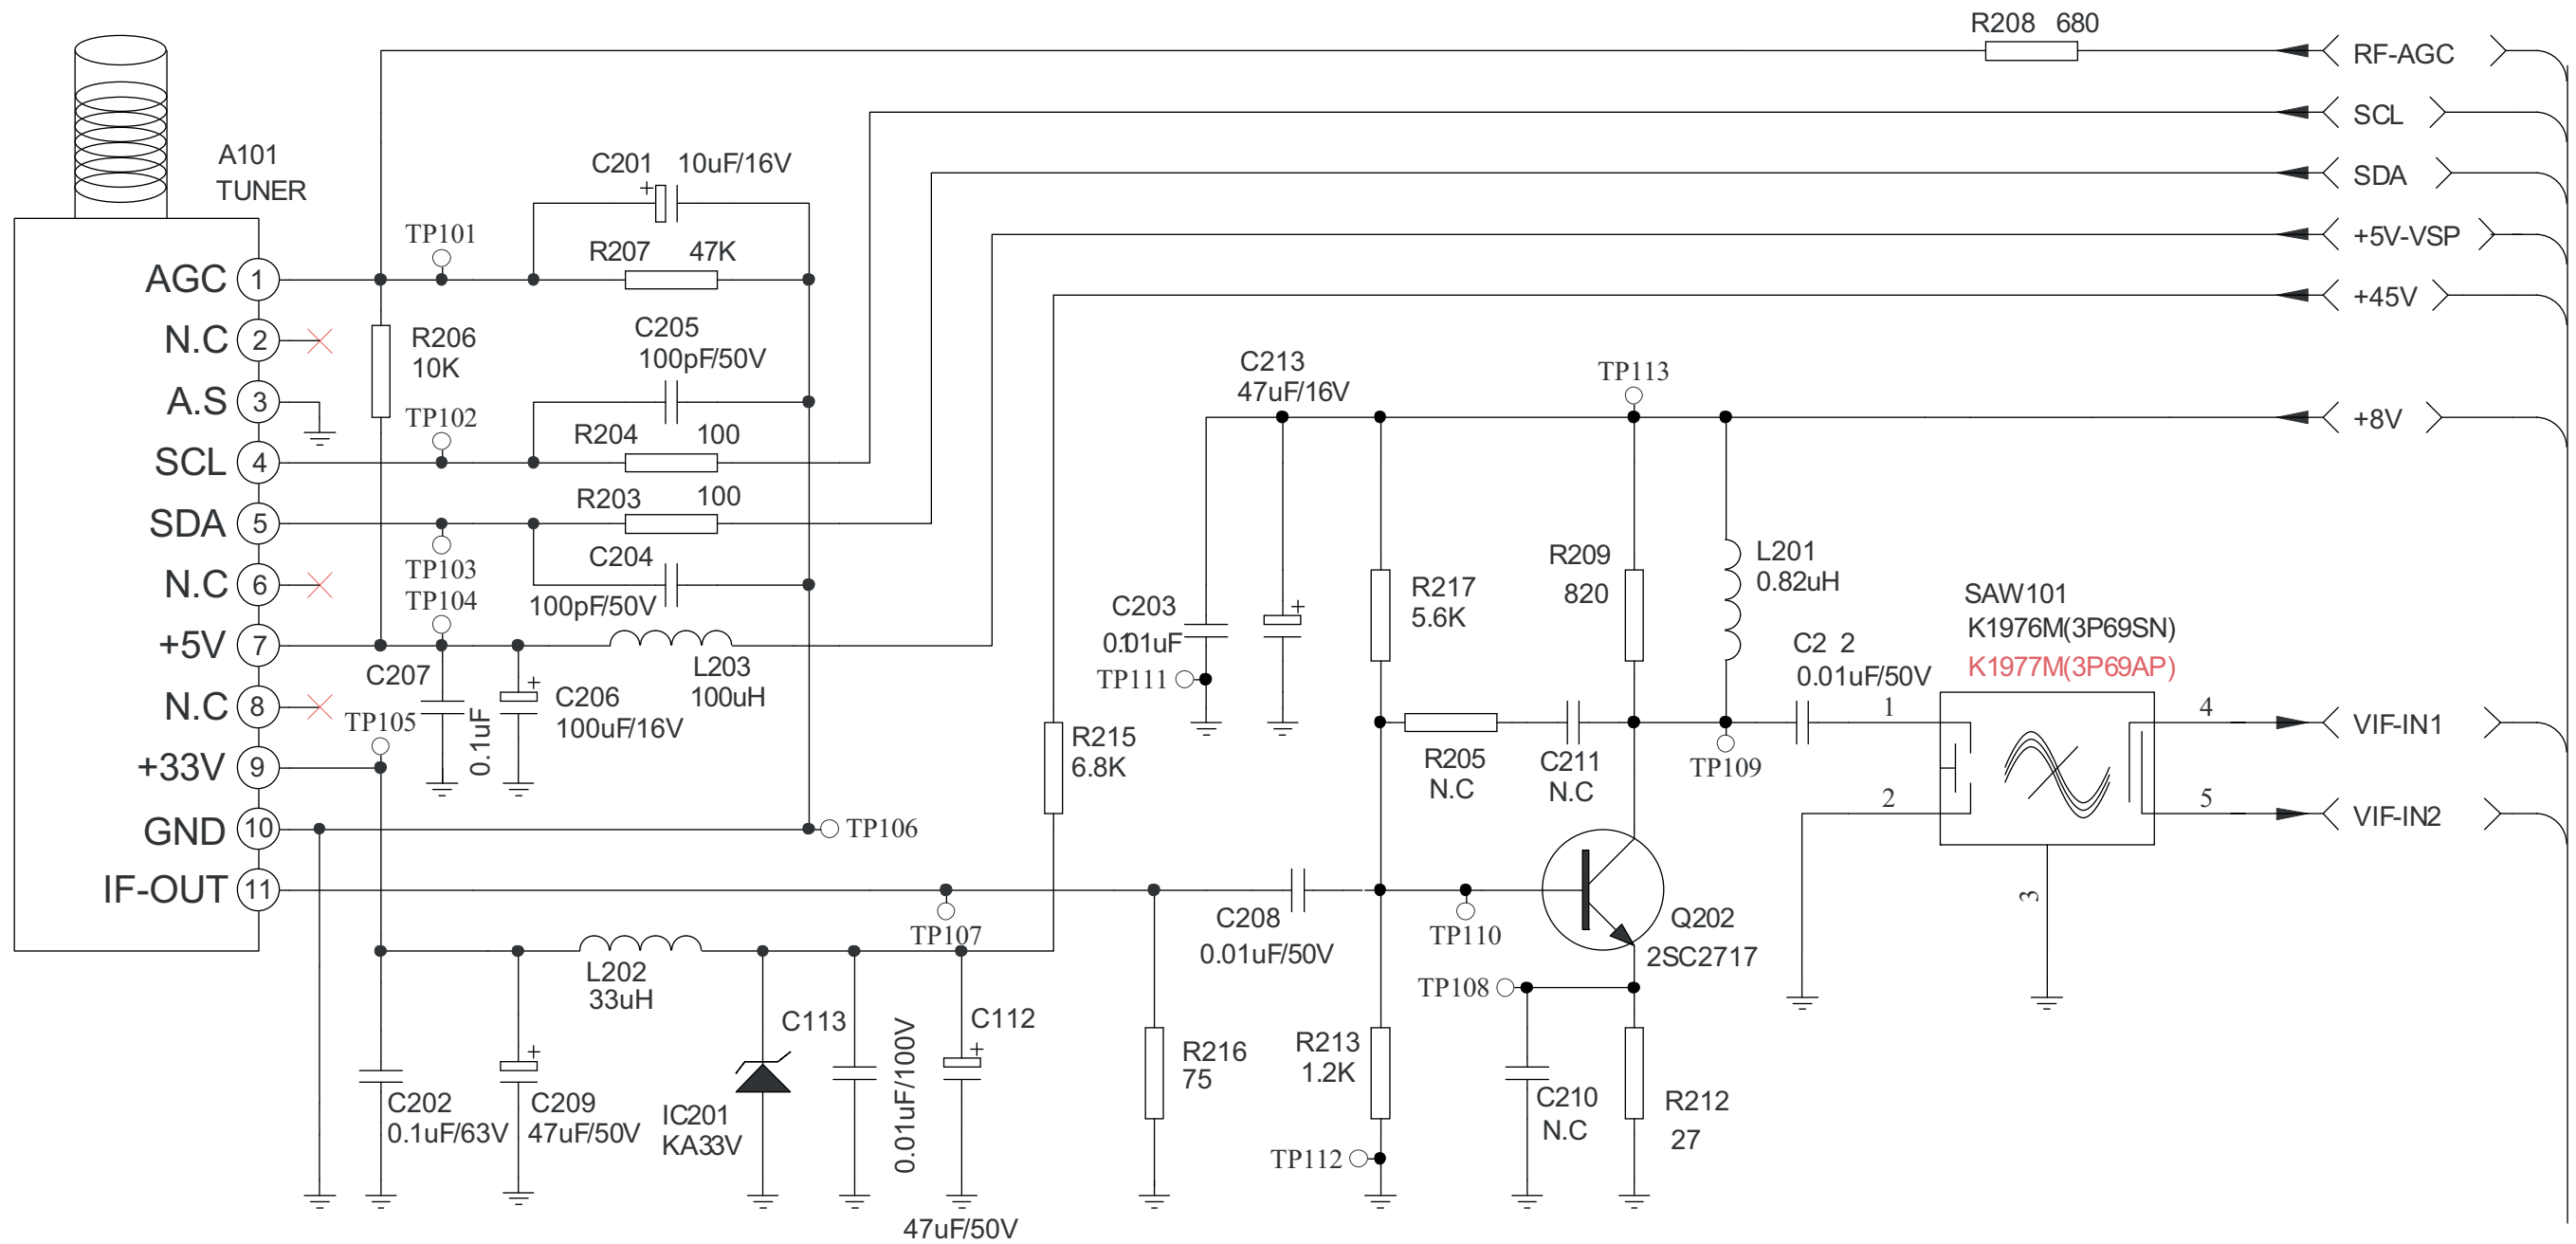 R208 680
RF-AGC
SCL
SDA
+5V-VSP
+45V
+8V
A101
TUNER
C201 10uF/16V
TP101
R207 47K
AGC 1
N.C 2
A.S 3
SCL 4
SDA 5
N.C 6
+5V 7
N.C 8
+33V 9
GND 10
IF-OUT 11
R206
10K
C205
100pF/50V
TP102
R204 100
R203 100
TP103
TP104
C204
100pF/50V
C207
0.1uF
C206
100uF/16V
L203
100uH
TP105
TP106
TP107
R215
6.8K
L202
33uH
C202
0.1uF/63V
C209
47uF/50V
IC201
KA33V
C113
0.01uF/100V
C112
47uF/50V
C213
47uF/16V
TP113
C203
0.01uF
TP111
R217
5.6K
R209
820
L201
0.82uH
R205
N.C
C211
N.C
TP109
C2 2
0.01uF/50V
SAW101
K1976M(3P69SN)
K1977M(3P69AP)
1
2
3
4
5
VIF-IN1
VIF-IN2
C208
0.01uF/50V
TP110
Q202
2SC2717
TP108
R216
75
R213
1.2K
TP112
C210
N.C
R212
27